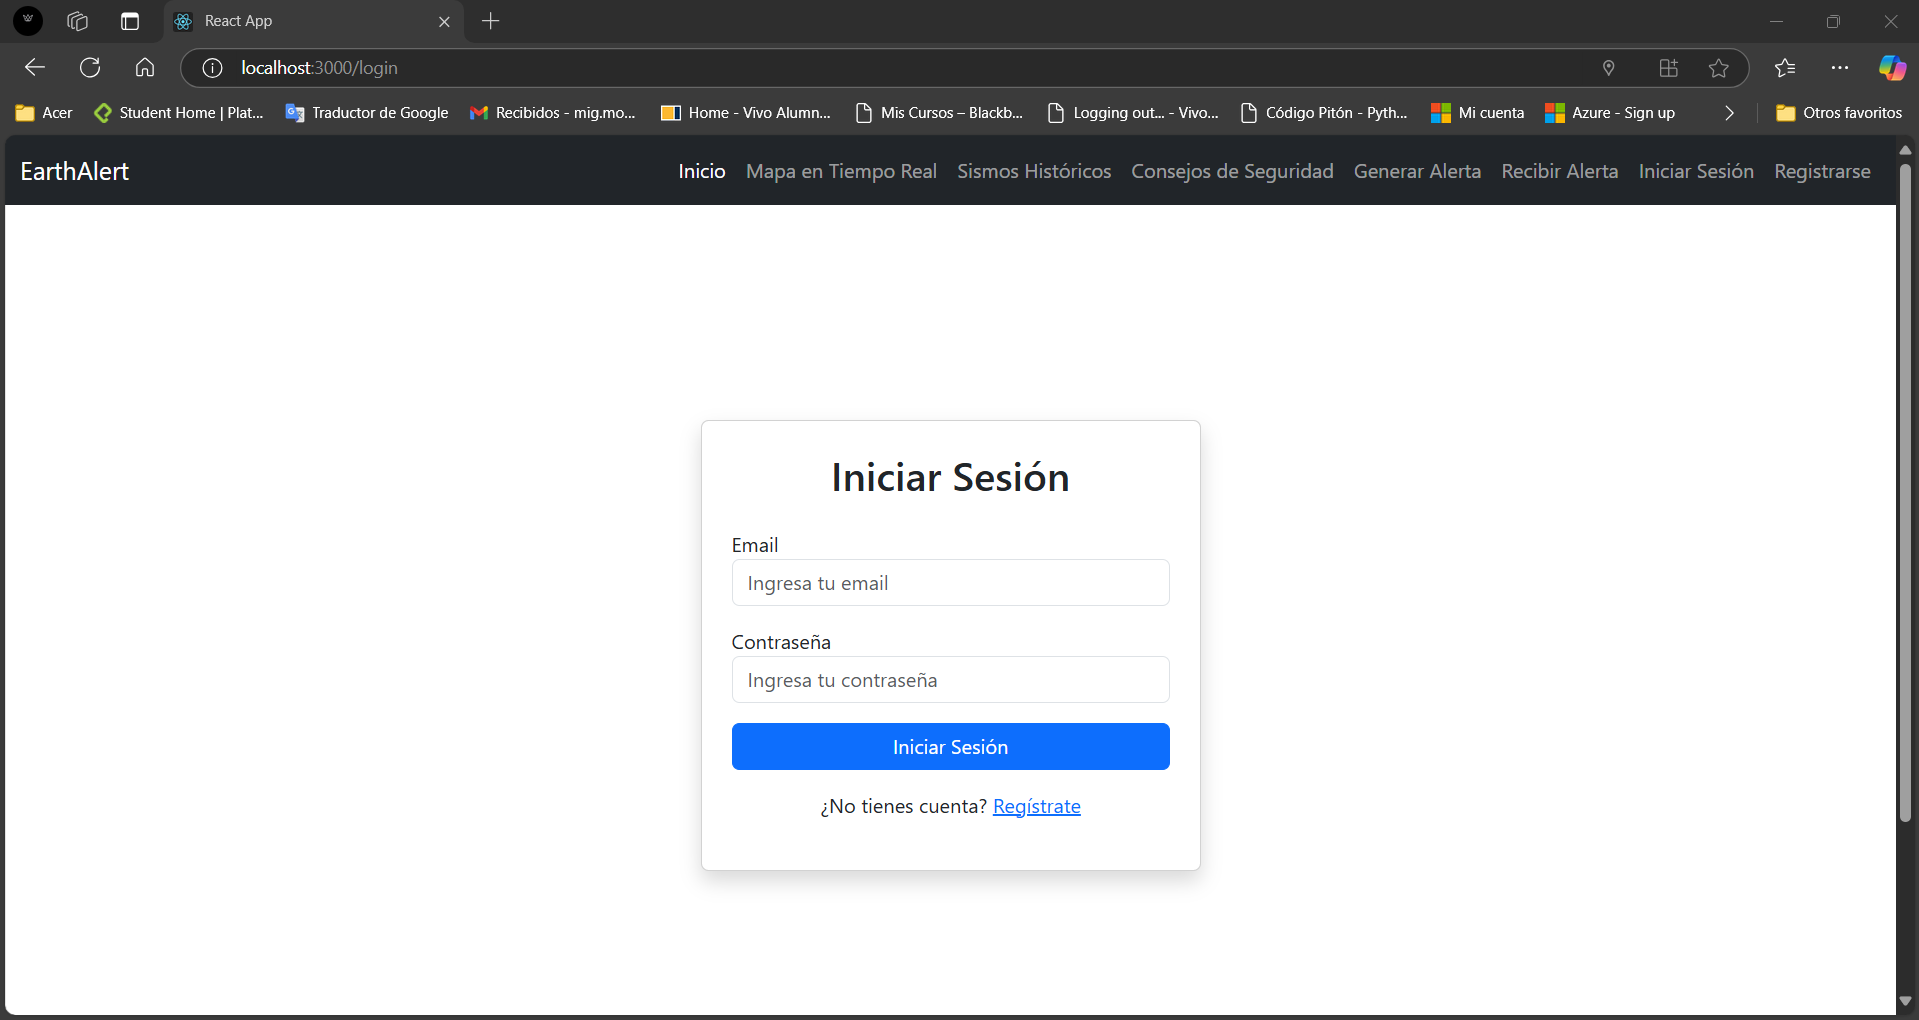 React App
localhost:3000/login
Acer Student Home | Plat... Traductor de Google Recibidos - mig.mo... Home - Vivo Alumn... Mis Cursos – Blackb... Logging out... - Vivo... Código Pitón - Pyth... Mi cuenta Azure - Sign up Otros favoritos
EarthAlert Inicio Mapa en Tiempo Real Sismos Históricos Consejos de Seguridad Generar Alerta Recibir Alerta Iniciar Sesión Registrarse
Iniciar Sesión
Email
Ingresa tu email
Contraseña
Ingresa tu contraseña
Iniciar Sesión
¿No tienes cuenta? Regístrate